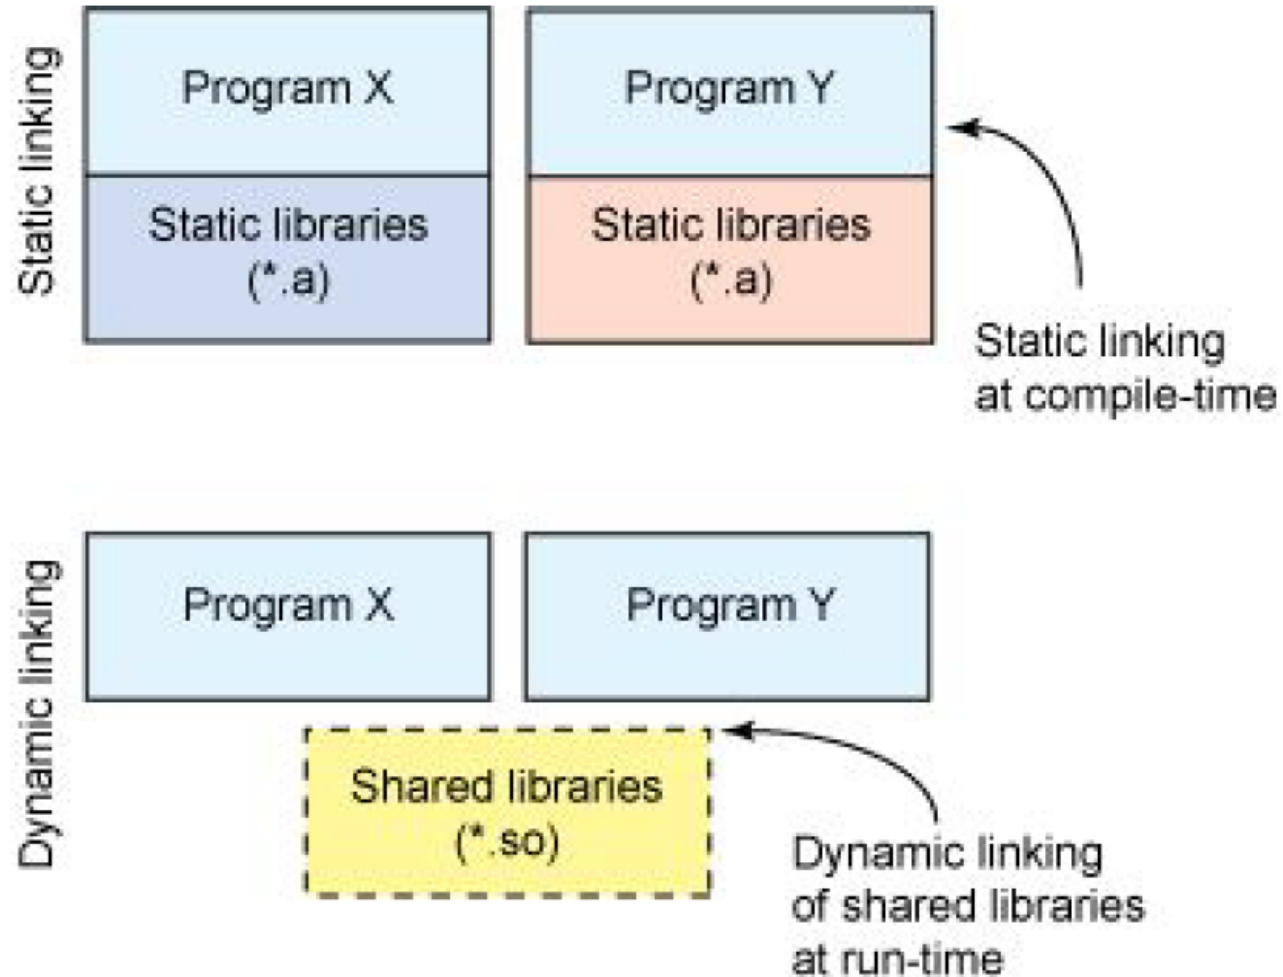 Static linking
Program X
Program Y
Static libraries
(*.a)
Static libraries
(*.a)
Static linking
at compile-time
Dynamic linking
Program X
Program Y
Shared libraries
(*.so)
Dynamic linking
of shared libraries
at run-time